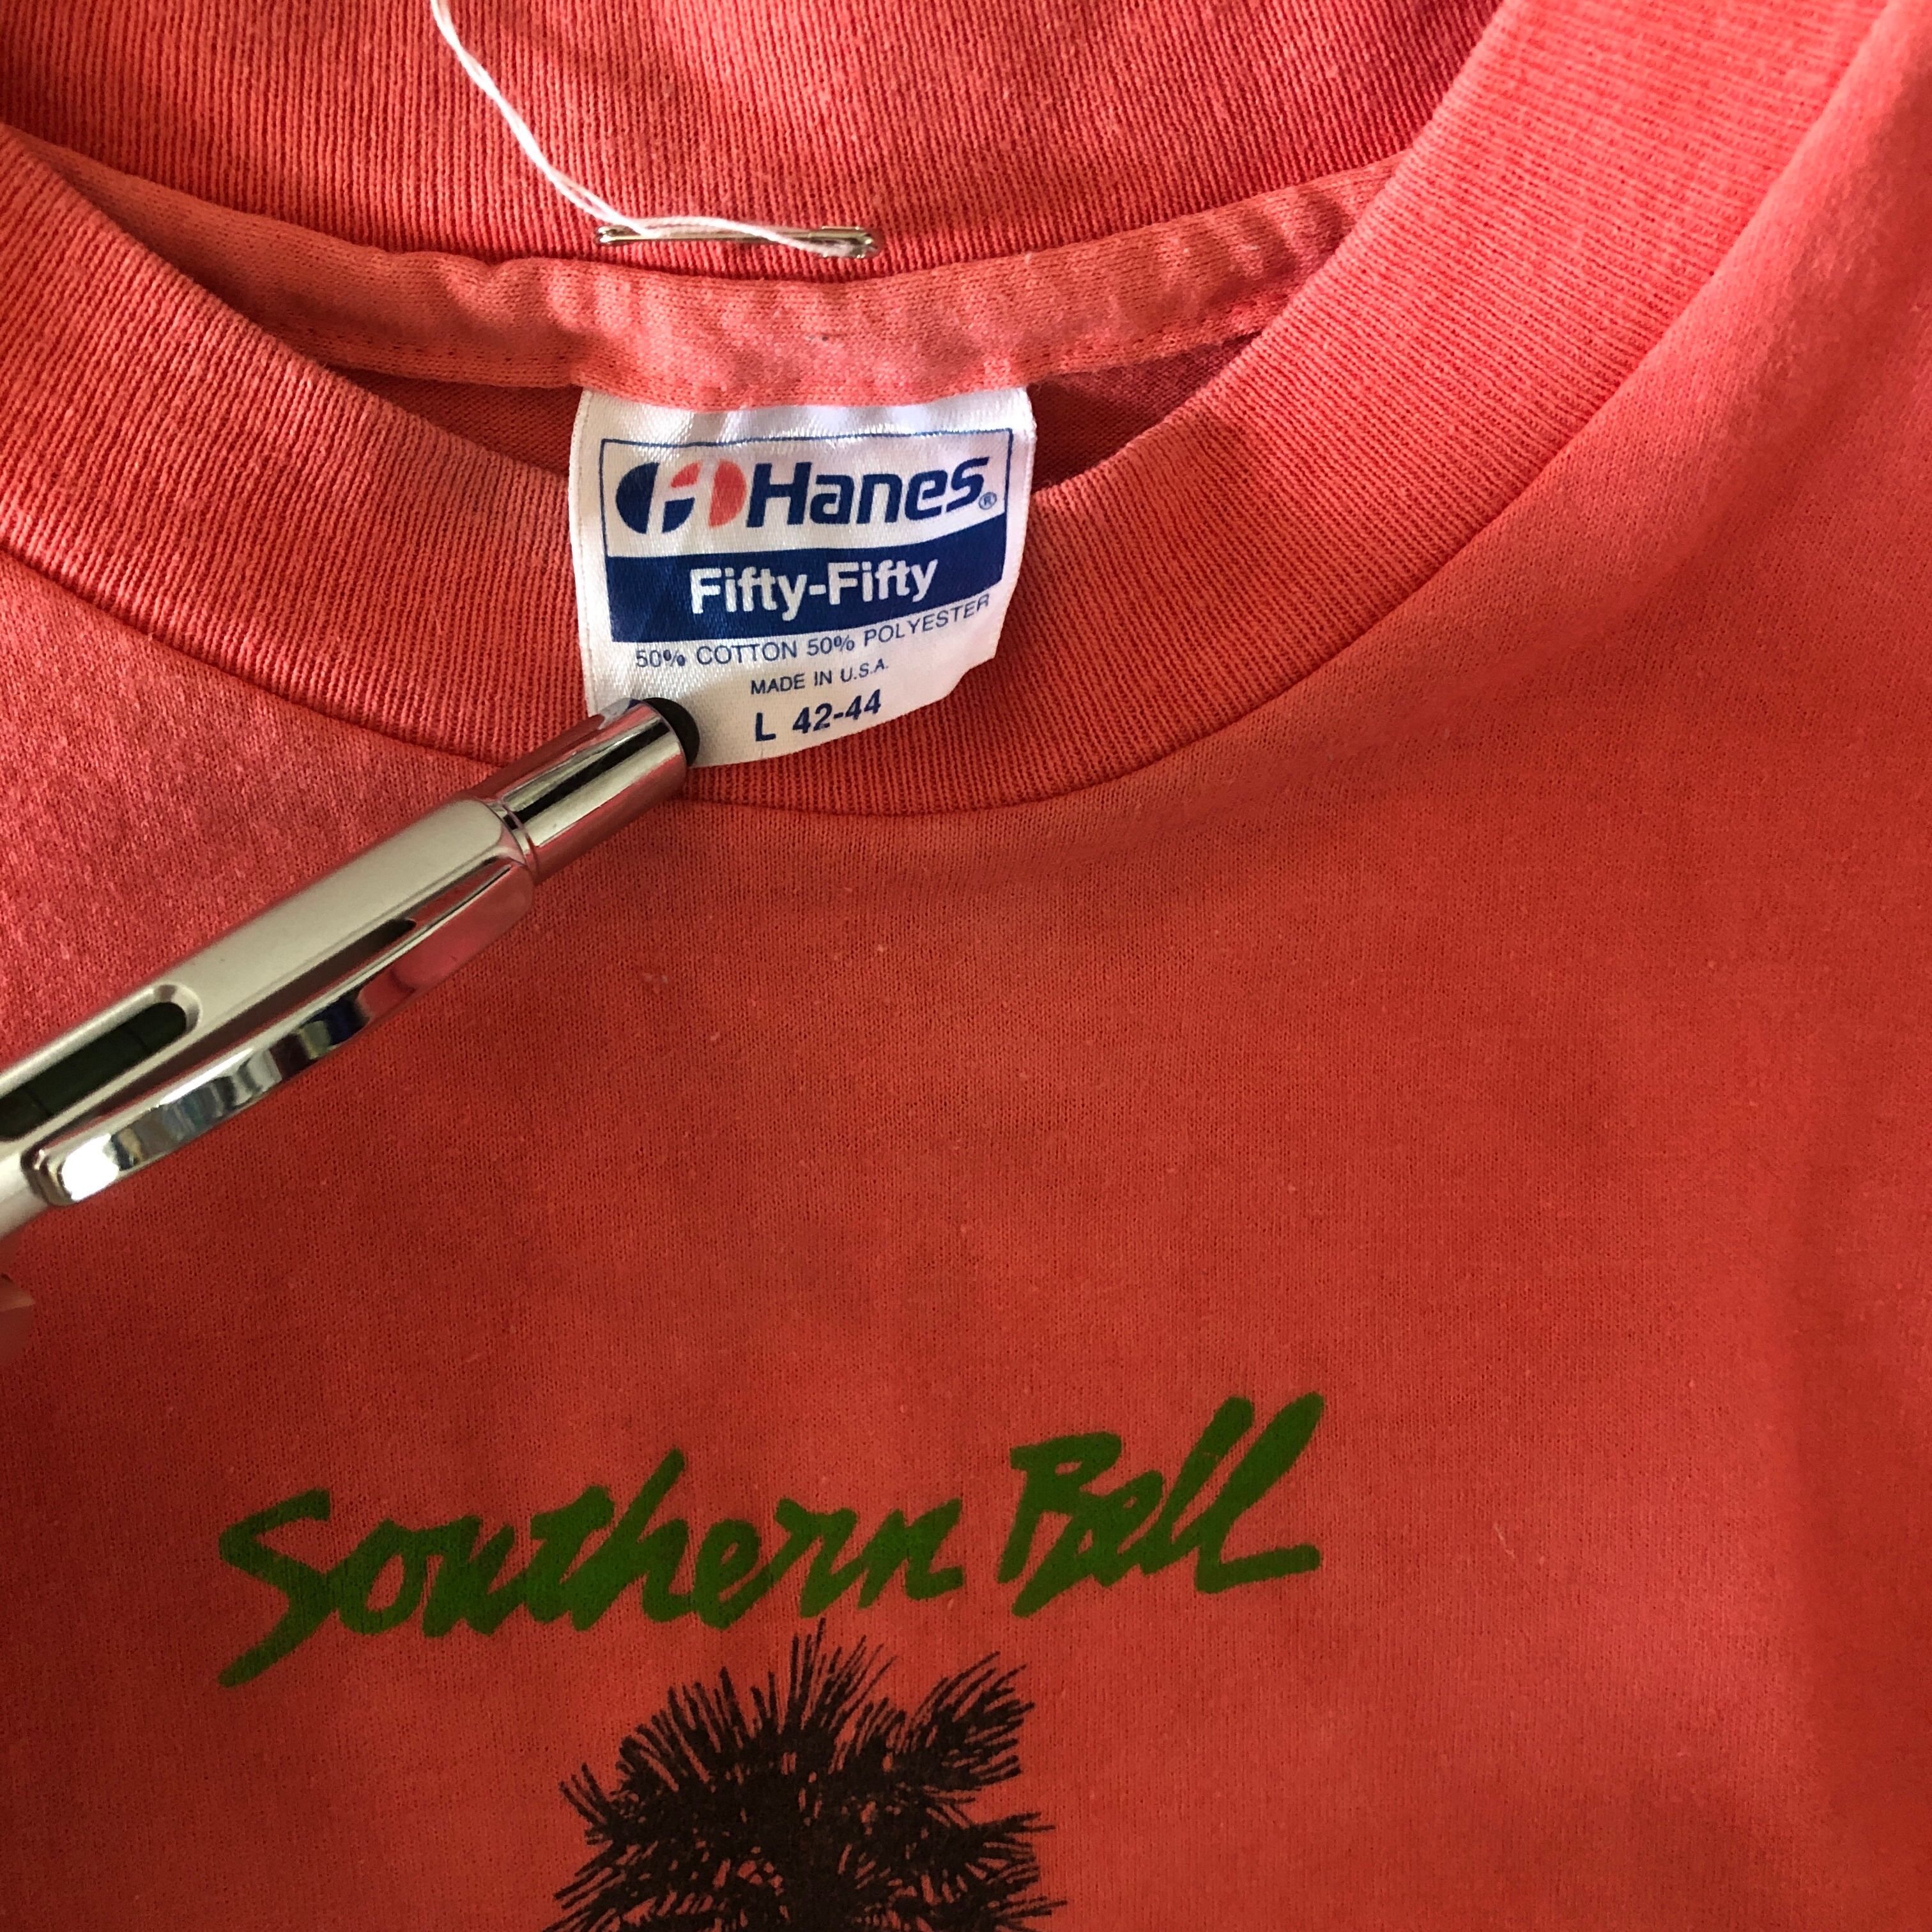 Hanes®
Fifty-Fifty
50% COTTON 50% POLYESTER
MADE IN U.S.A.
L 42-44
Southern Bell